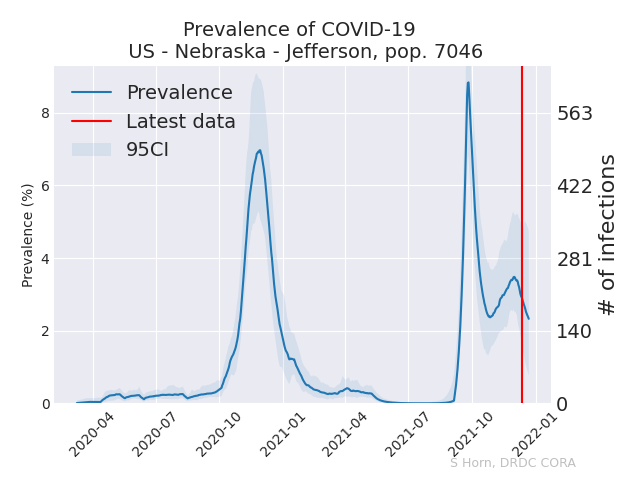 Prevalence of COVID-19
US - Nebraska - Jefferson, pop. 7046
Prevalence
Latest data
95CI
Prevalence (%)
8
6
4
2
0
563
422
281
140
0
# of infections
2020-04
2020-07
2020-10
2021-01
2021-04
2021-07
2021-10
2022-01
S Horn, DRDC CORA